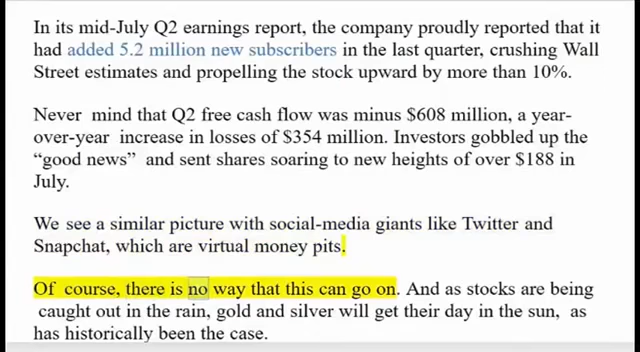 In its mid-July Q2 earnings report, the company proudly reported that it
had added 5.2 million new subscribers in the last quarter, crushing Wall
Street estimates and propelling the stock upward by more than 10%.
Never mind that Q2 free cash flow was minus $608 million, a year-
over-year increase in losses of $354 million. Investors gobbled up the
“good news” and sent shares soaring to new heights of over $188 in
July.
We see a similar picture with social-media giants like Twitter and
Snapchat, which are virtual money pits.
Of course, there is no way that this can go on. And as stocks are being
caught out in the rain, gold and silver will get their day in the sun, as
has historically been the case.